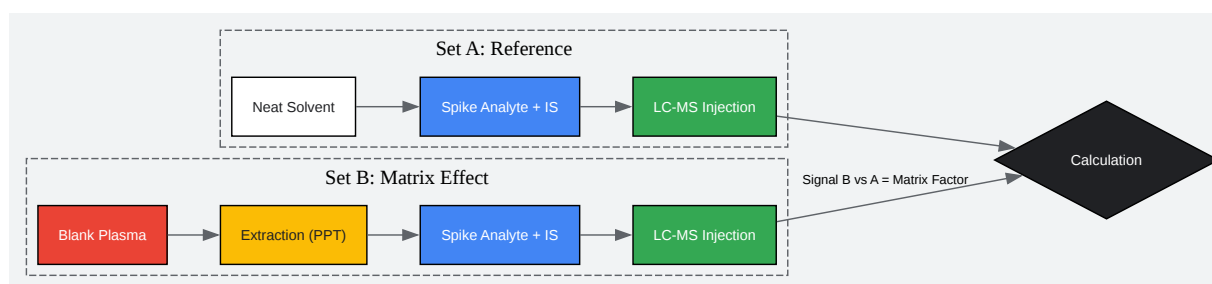 Set A: Reference
Neat Solvent
Spike Analyte + IS
LC-MS Injection
Calculation
Signal B vs A = Matrix Factor
Set B: Matrix Effect
Blank Plasma
Extraction (PPT)
Spike Analyte + IS
LC-MS Injection